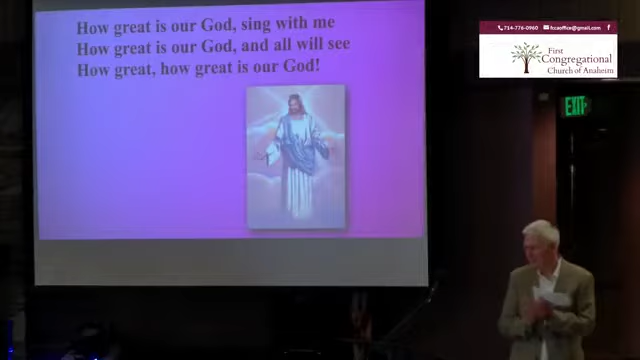 How great is our God, sing with me
How great is our God, and all will see
How great, how great is our God!
714-776-0960 fccaoffice@gmail.com
First
Congregational
Church of Anaheim
EXIT